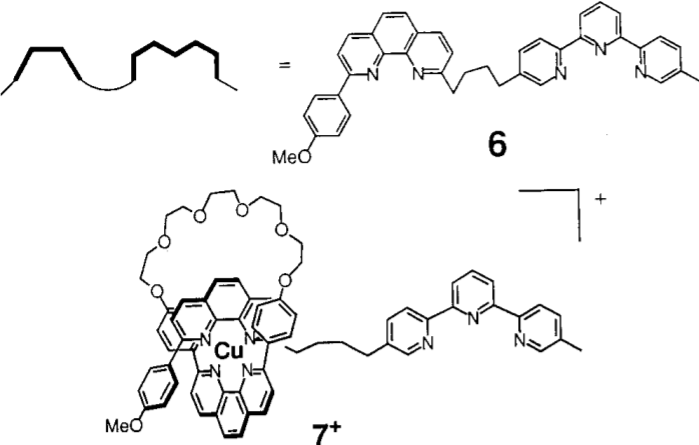 =
N N N N N
MeO
6
+
O O O O O O
N N Cu N N
N N N
MeO
7+